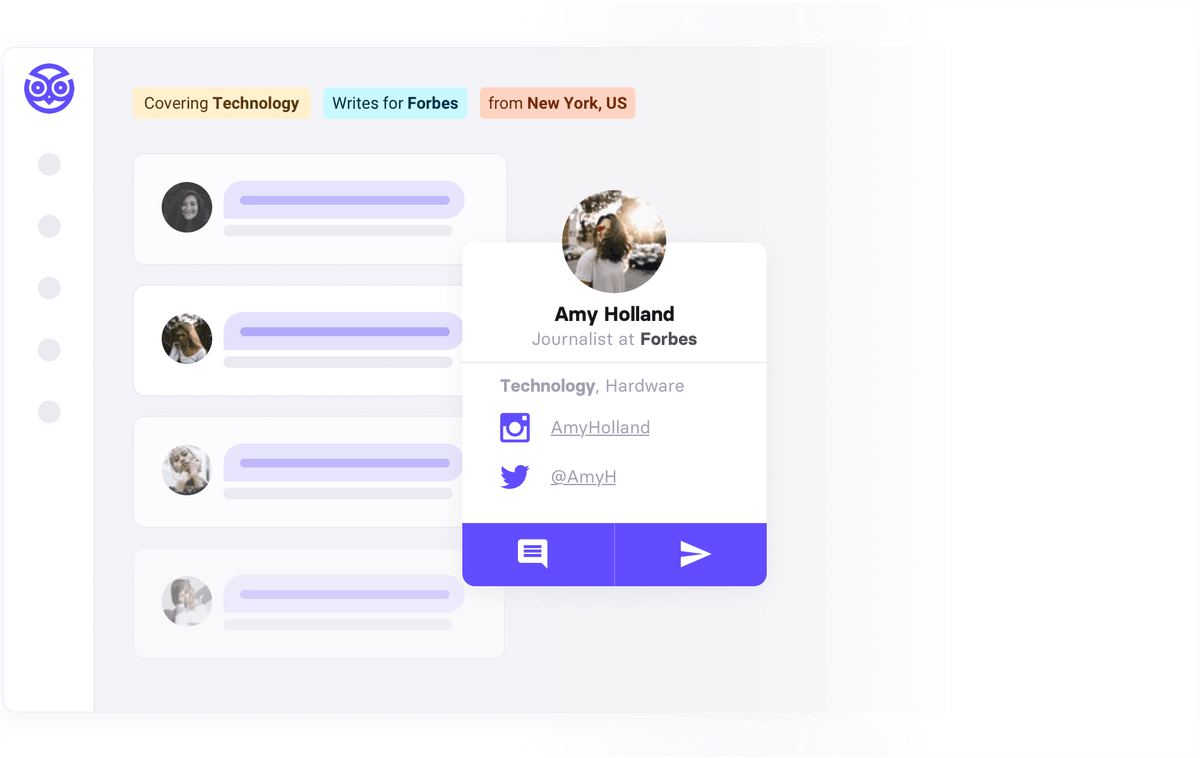 Covering Technology
Writes for Forbes
from New York, US
Amy Holland
Journalist at Forbes
Technology, Hardware
AmyHolland
@AmyH